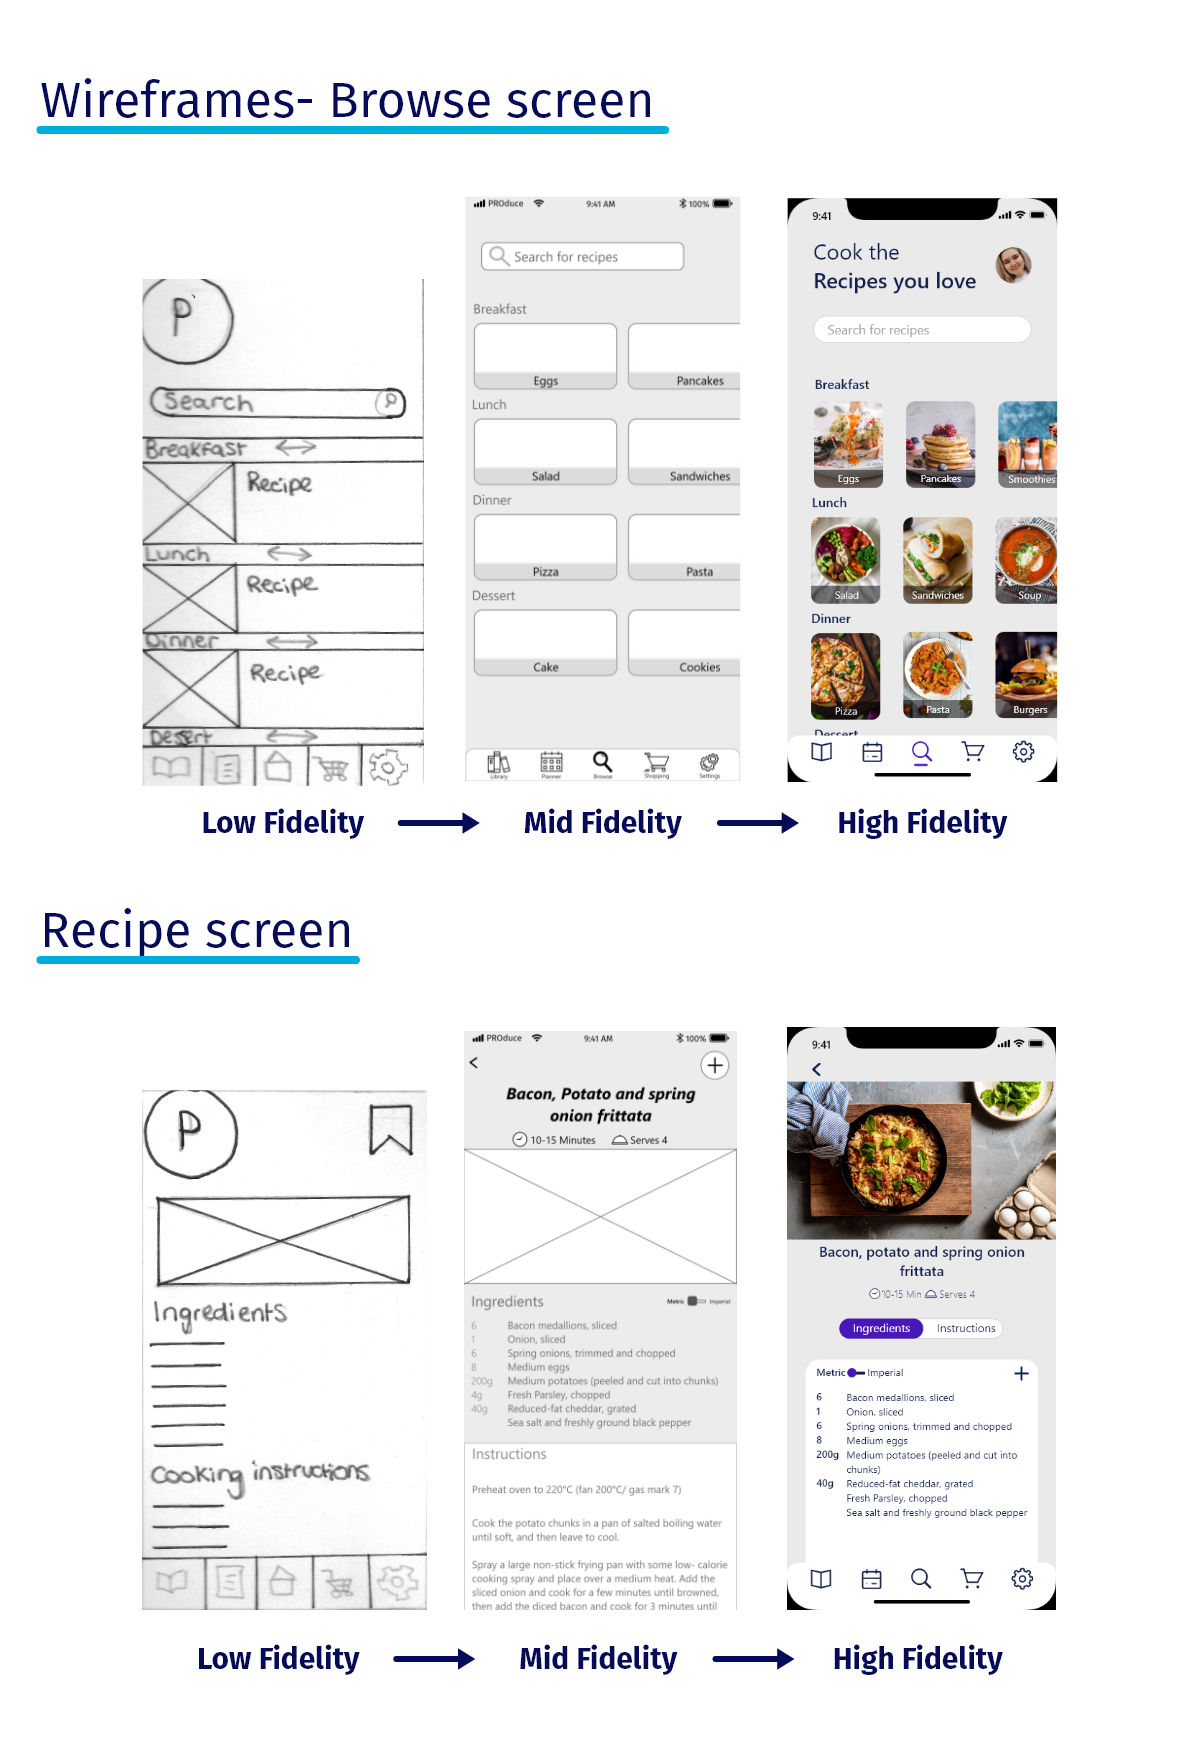 Wireframes- Browse screen
P
Search
Breakfast
Recipe
Lunch
Recipe
Dinner
Recipe
Desert
PROduce
9:41 AM
100%
Search for recipes
Breakfast
Eggs
Pancakes
Lunch
Salad
Sandwiches
Dinner
Pizza
Pasta
Dessert
Cake
Cookies
Library
Planner
Browse
Shopping
Settings
9:41
Cook the
Recipes you love
Search for recipes
Breakfast
Eggs
Pancakes
Smoothies
Lunch
Salad
Sandwiches
Soup
Dinner
Pizza
Pasta
Burgers
Dessert
Low Fidelity
Mid Fidelity
High Fidelity
Recipe screen
P
Ingredients
Cooking instructions
PROduce
9:41 AM
100%
Bacon, Potato and spring
onion frittata
10-15 Minutes
Serves 4
Ingredients
Metric
Imperial
6 Bacon medallions, sliced
1 Onion, sliced
6 Spring onions, trimmed and chopped
8 Medium eggs
200g Medium potatoes (peeled and cut into chunks)
4g Fresh Parsley, chopped
40g Reduced-fat cheddar, grated
Sea salt and freshly ground black pepper
Instructions
Preheat oven to 220°C (fan 200°C/ gas mark 7)
Cook the potato chunks in a pan of salted boiling water
until soft, and then leave to cool.
Spray a large non-stick frying pan with some low- calorie
cooking spray and place over a medium heat. Add the
sliced onion and cook for a few minutes until browned,
then add the diced bacon and cook for 3 minutes until
9:41
Bacon, potato and spring onion
frittata
10-15 Min
Serves 4
Ingredients
Instructions
Metric
Imperial
6 Bacon medallions, sliced
1 Onion, sliced
6 Spring onions, trimmed and chopped
8 Medium eggs
200g Medium potatoes (peeled and cut into
chunks)
40g Reduced-fat cheddar, grated
Fresh Parsley, chopped
Sea salt and freshly ground black pepper
Low Fidelity
Mid Fidelity
High Fidelity